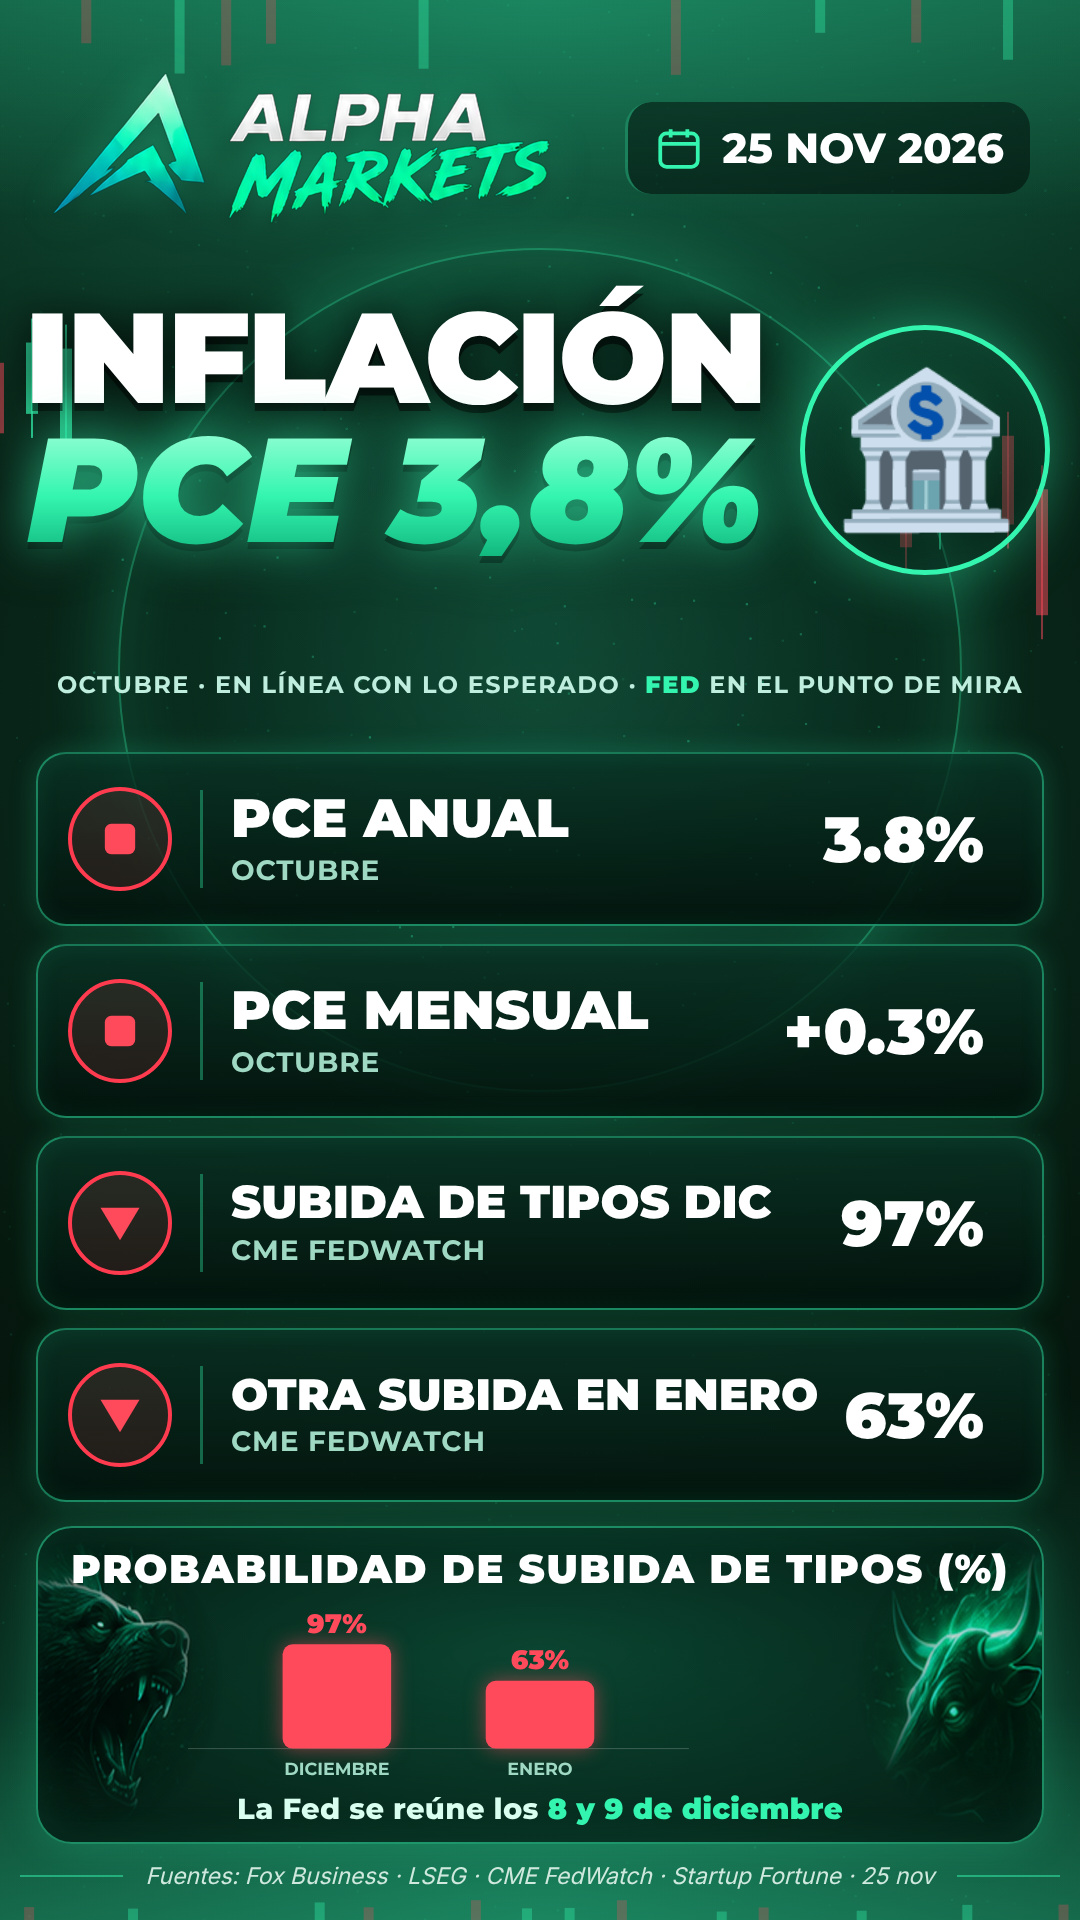 ALPHA
MARKETS
25 NOV 2026
INFLACIÓN
PCE 3,8%
$
OCTUBRE · EN LÍNEA CON LO ESPERADO · FED EN EL PUNTO DE MIRA
PCE ANUAL
OCTUBRE
3.8%
PCE MENSUAL
OCTUBRE
+0.3%
SUBIDA DE TIPOS DIC
CME FEDWATCH
97%
OTRA SUBIDA EN ENERO
CME FEDWATCH
63%
PROBABILIDAD DE SUBIDA DE TIPOS (%)
97%
63%
DICIEMBRE
ENERO
La Fed se reúne los 8 y 9 de diciembre
Fuentes: Fox Business · LSEG · CME FedWatch · Startup Fortune · 25 nov